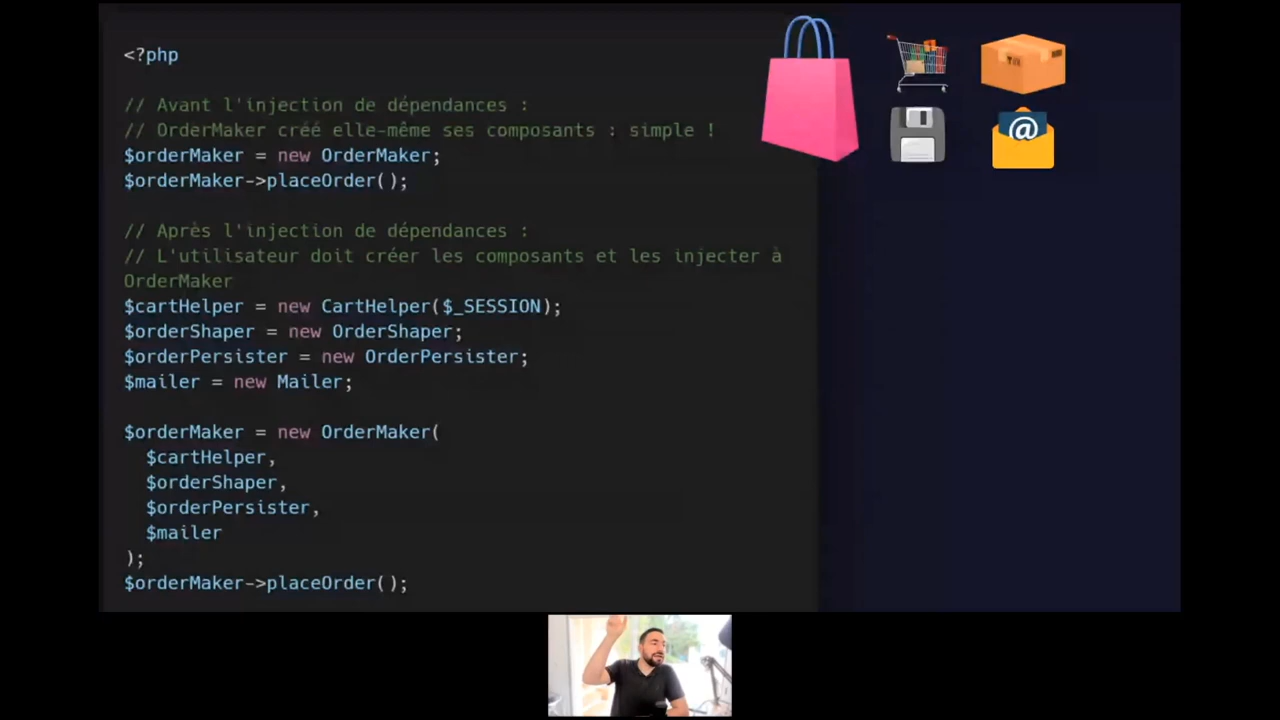 <?php
// Avant l'injection de dépendances :
// OrderMaker créé elle-même ses composants : simple !
$orderMaker = new OrderMaker;
$orderMaker->placeOrder();
// Après l'injection de dépendances :
// L'utilisateur doit créer les composants et les injecter à
OrderMaker
$cartHelper = new CartHelper($_SESSION);
$orderShaper = new OrderShaper;
$orderPersister = new OrderPersister;
$mailer = new Mailer;
$orderMaker = new OrderMaker(
$cartHelper,
$orderShaper,
$orderPersister,
$mailer
);
$orderMaker->placeOrder();
@